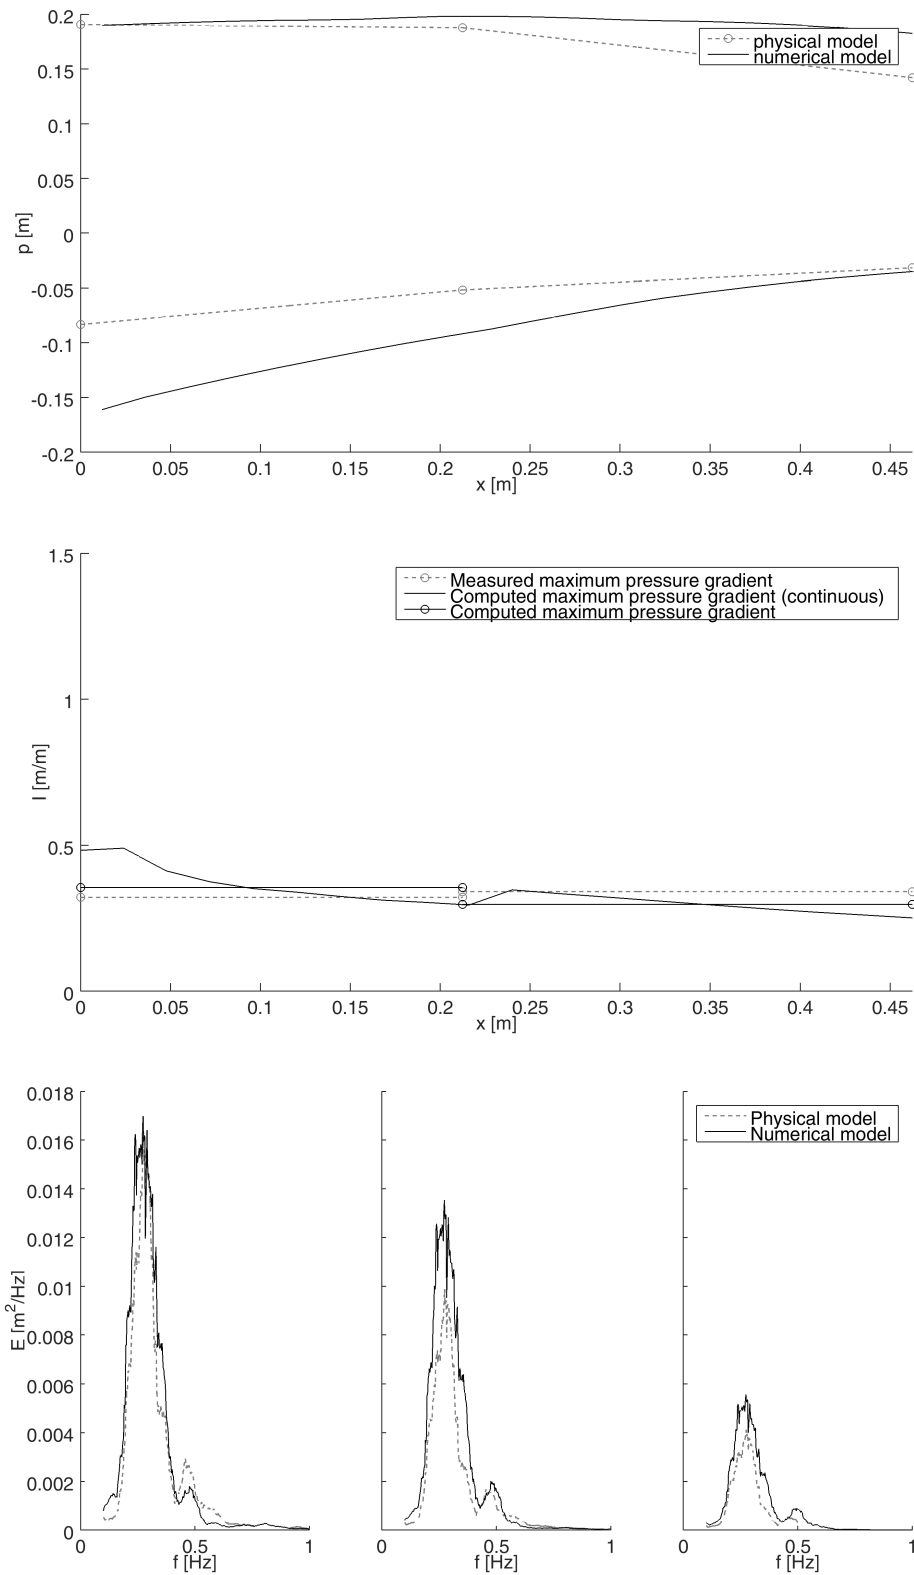 0.2
0.15
0.1
0.05
0
-0.05
-0.1
-0.15
-0.2
p [m]
physical model
numerical model
0 0.05 0.1 0.15 0.2 0.25 0.3 0.35 0.4 0.45
x [m]
1.5
1
0.5
0
I [m/m]
Measured maximum pressure gradient
Computed maximum pressure gradient (continuous)
Computed maximum pressure gradient
0 0.05 0.1 0.15 0.2 0.25 0.3 0.35 0.4 0.45
x [m]
0.018
0.016
0.014
0.012
0.01
0.008
0.006
0.004
0.002
0
E [m²/Hz]
Physical model
Numerical model
0 0.5 1 0 0.5 1 0 0.5 1
f [Hz] f [Hz] f [Hz]